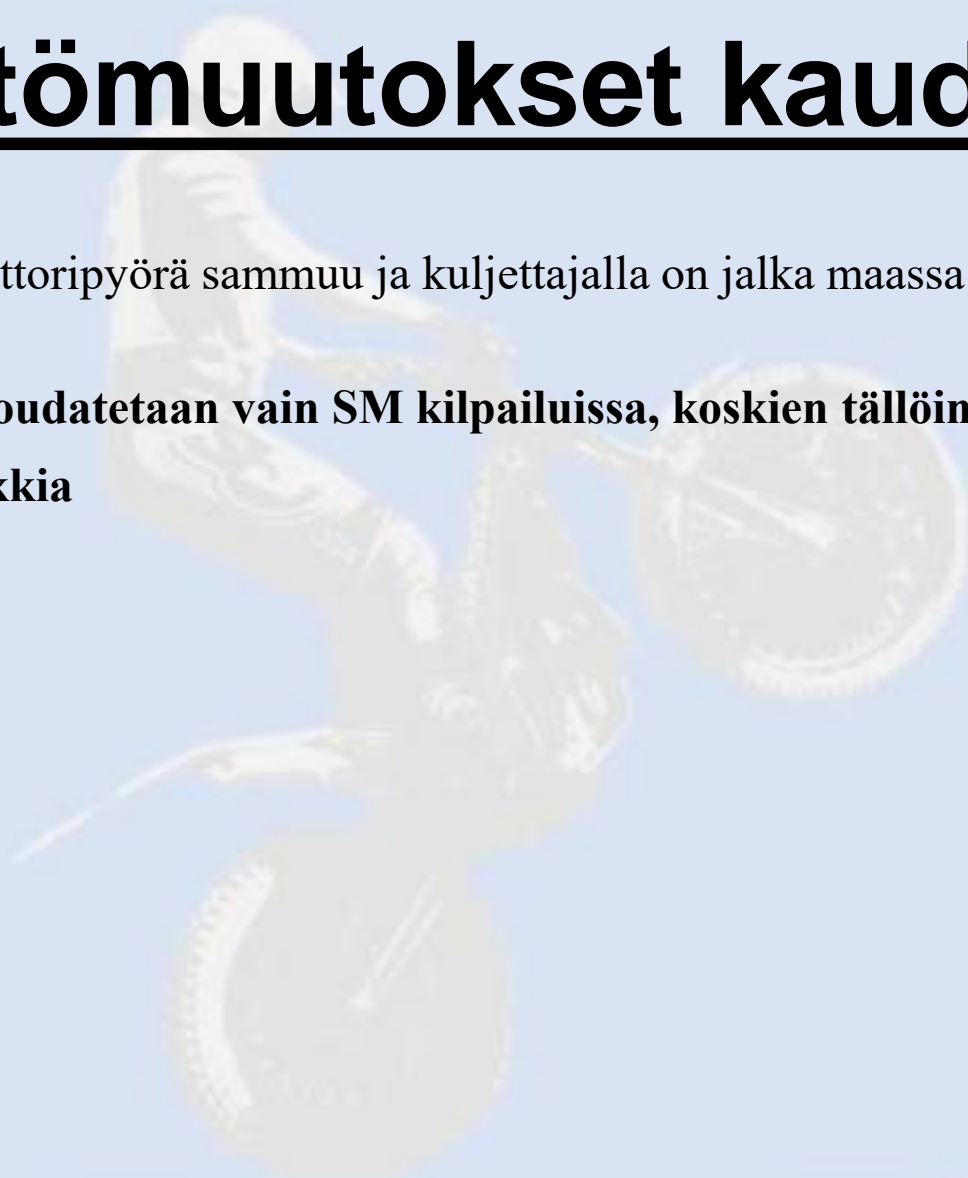 tömuutokset kaud
ttoripyörä sammuu ja kuljettajalla on jalka maassa
oudatetaan vain SM kilpailuissa, koskien tällöin
kkia